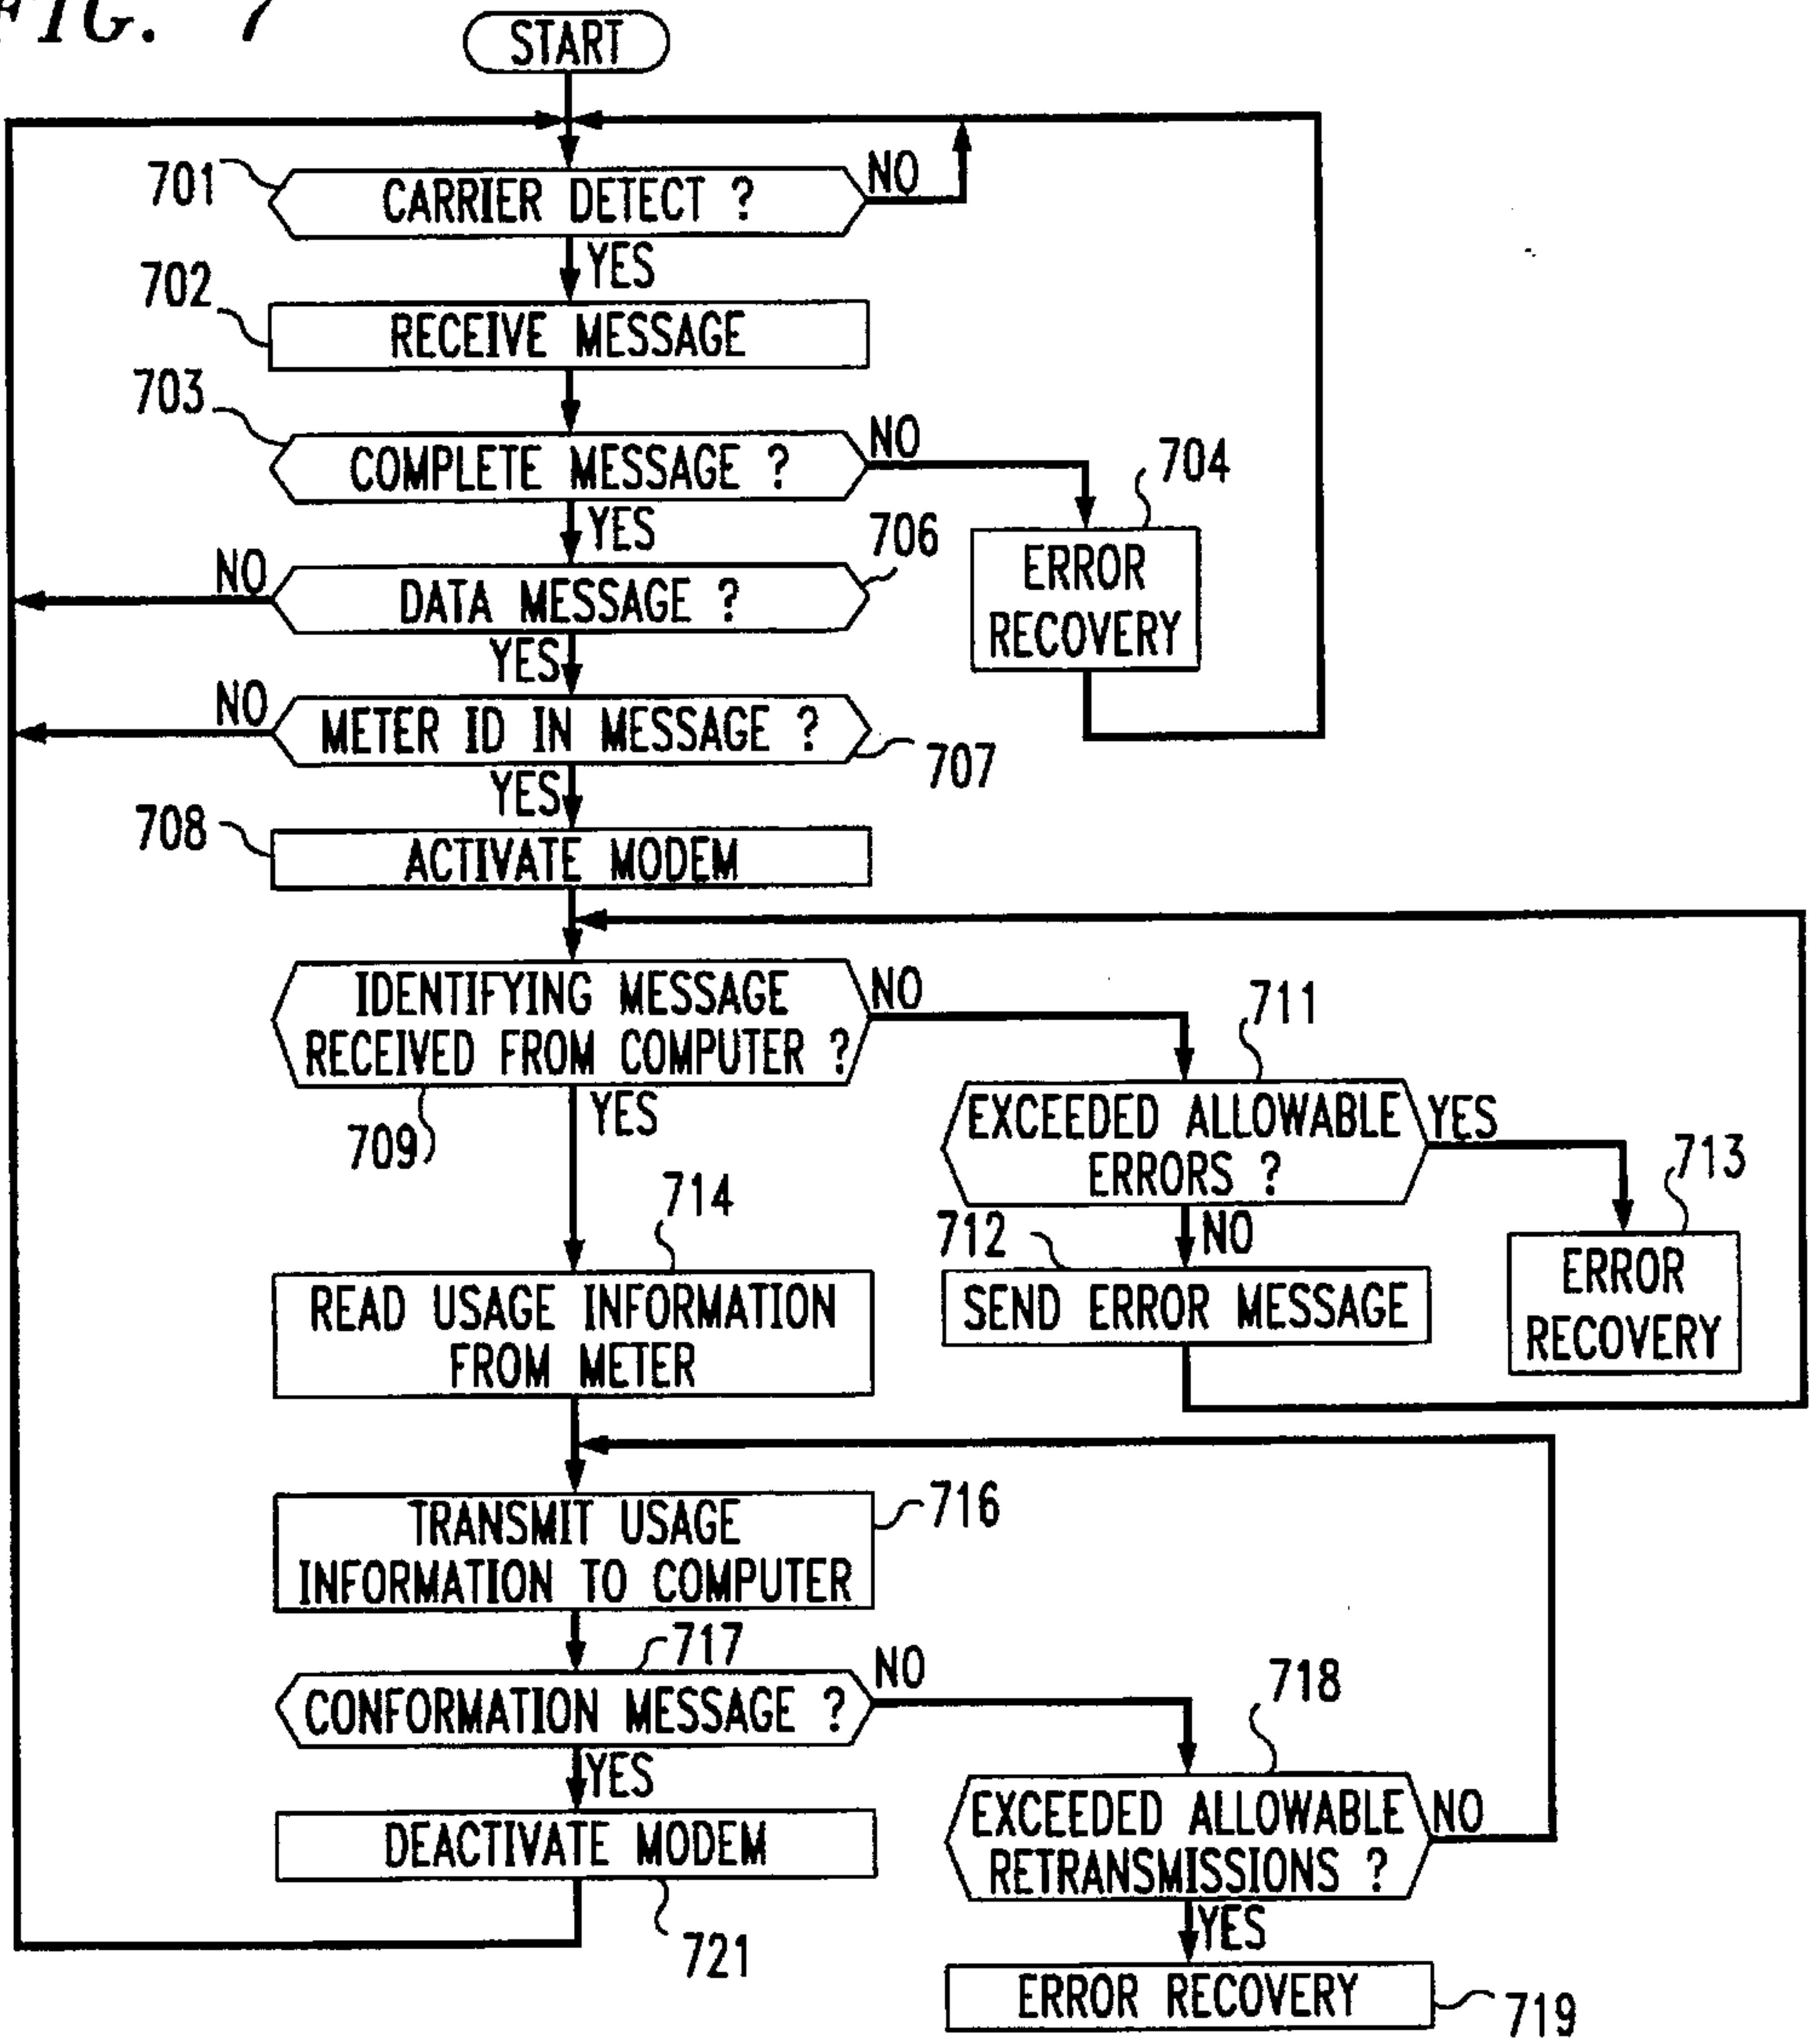 FIG. 7
START
701
CARRIER DETECT ?
NO
YES
702
RECEIVE MESSAGE
703
COMPLETE MESSAGE ?
NO
704
YES
706
ERROR
RECOVERY
NO
DATA MESSAGE ?
YES
NO
METER ID IN MESSAGE ?
707
YES
708
ACTIVATE MODEM
IDENTIFYING MESSAGE
RECEIVED FROM COMPUTER ?
NO
711
709
YES
EXCEEDED ALLOWABLE
ERRORS ?
YES
713
714
712
NO
ERROR
RECOVERY
READ USAGE INFORMATION
FROM METER
SEND ERROR MESSAGE
TRANSMIT USAGE
INFORMATION TO COMPUTER
716
717
CONFORMATION MESSAGE ?
NO
718
YES
EXCEEDED ALLOWABLE
RETRANSMISSIONS ?
NO
DEACTIVATE MODEM
721
YES
ERROR RECOVERY
719